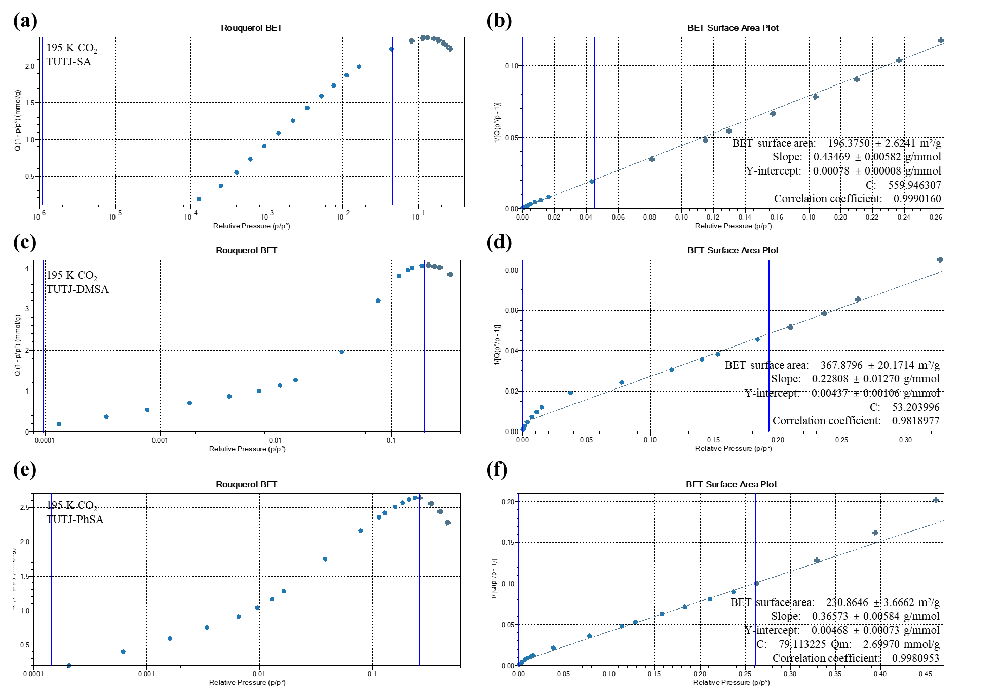 (a)
Rouquerol BET
195 K CO₂
TUTJ-SA
Q (1 - p/p°) (mmol/g)
2.0
1.5
1.0
0.5
10⁻⁶ 10⁻⁵ 10⁻⁴ 10⁻³ 10⁻² 10⁻¹
Relative Pressure (p/p°)
(b)
BET Surface Area Plot
1/[Q(p°/p - 1)]
0.10
0.05
0.00
BET surface area: 196.3750 ± 2.6241 m²/g
Slope: 0.43469 ± 0.00582 g/mmol
Y-intercept: 0.00078 ± 0.00008 g/mmol
C: 559.946307
Correlation coefficient: 0.9990160
0.00 0.02 0.04 0.06 0.08 0.10 0.12 0.14 0.16 0.18 0.20 0.22 0.24 0.26
Relative Pressure (p/p°)
(c)
Rouquerol BET
195 K CO₂
TUTJ-DMSA
Q (1 - p/p°) (mmol/g)
4
3
2
1
0
0.0001 0.001 0.01 0.1
Relative Pressure (p/p°)
(d)
BET Surface Area Plot
1/[Q(p°/p - 1)]
0.08
0.06
0.04
0.02
0.00
BET surface area: 367.8796 ± 20.1714 m²/g
Slope: 0.22808 ± 0.01270 g/mmol
Y-intercept: 0.00437 ± 0.00106 g/mmol
C: 53.203996
Correlation coefficient: 0.9818977
0.00 0.05 0.10 0.15 0.20 0.25 0.30
Relative Pressure (p/p°)
(e)
Rouquerol BET
195 K CO₂
TUTJ-PhSA
2.5
2.0
1.5
1.0
0.5
0.0001 0.001 0.01 0.1
Relative Pressure (p/p°)
(f)
BET Surface Area Plot
0.20
0.15
0.10
0.05
0.00
BET surface area: 230.8646 ± 3.6662 m²/g
Slope: 0.36573 ± 0.00584 g/mmol
Y-intercept: 0.00468 ± 0.00073 g/mmol
C: 79.113225 Qm: 2.69970 mmol/g
Correlation coefficient: 0.9980953
0.00 0.05 0.10 0.15 0.20 0.25 0.30 0.35 0.40 0.45
Relative Pressure (p/p°)